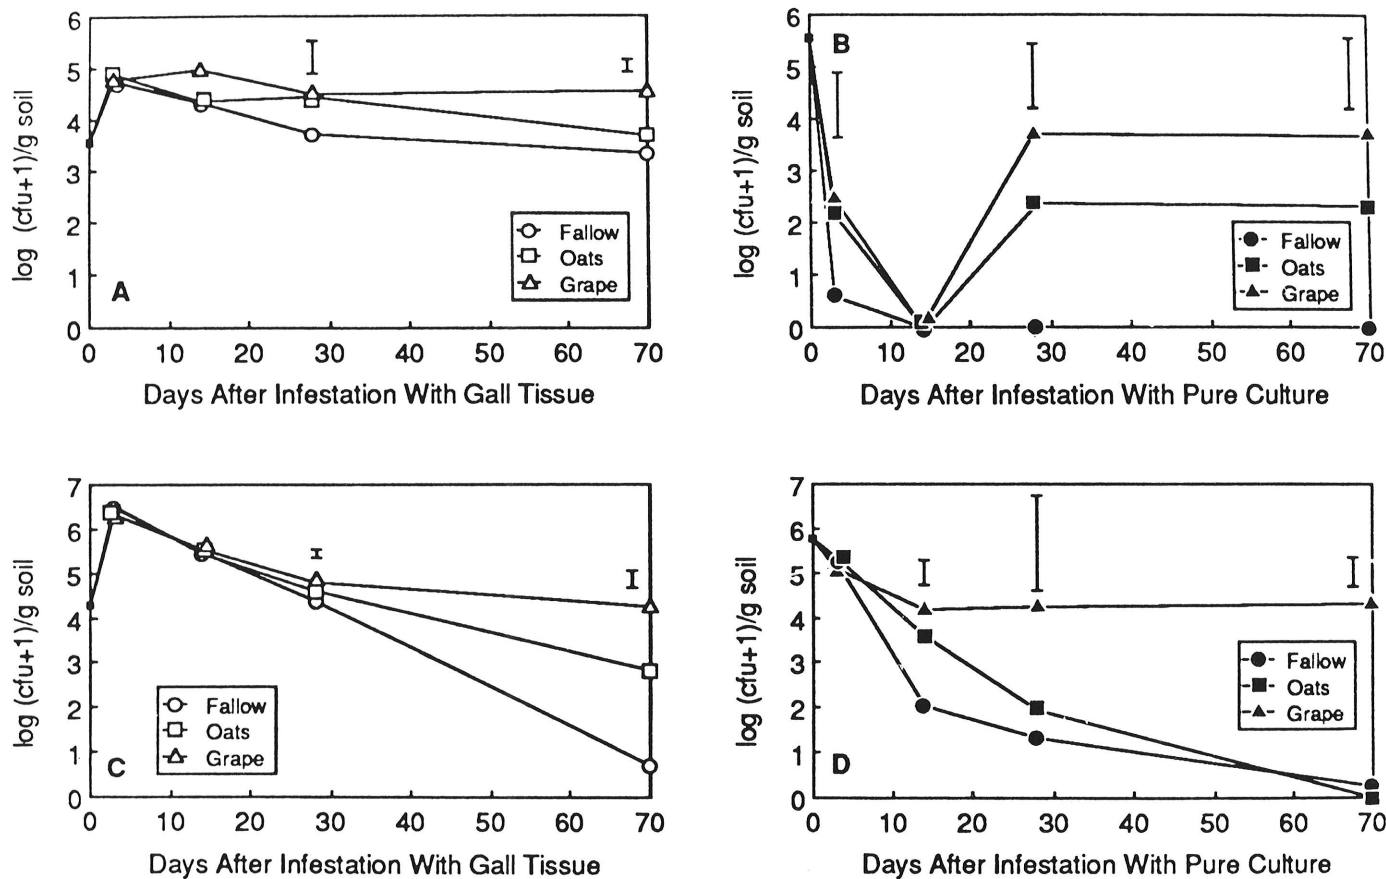 6
5
4
3
2
1
0
log (cfu+1)/g soil
A
Fallow
Oats
Grape
0 10 20 30 40 50 60 70
Days After Infestation With Gall Tissue
6
5
4
3
2
1
0
log (cfu+1)/g soil
B
Fallow
Oats
Grape
0 10 20 30 40 50 60 70
Days After Infestation With Pure Culture
7
6
5
4
3
2
1
0
log (cfu+1)/g soil
C
Fallow
Oats
Grape
0 10 20 30 40 50 60 70
Days After Infestation With Gall Tissue
7
6
5
4
3
2
1
0
log (cfu+1)/g soil
D
Fallow
Oats
Grape
0 10 20 30 40 50 60 70
Days After Infestation With Pure Culture